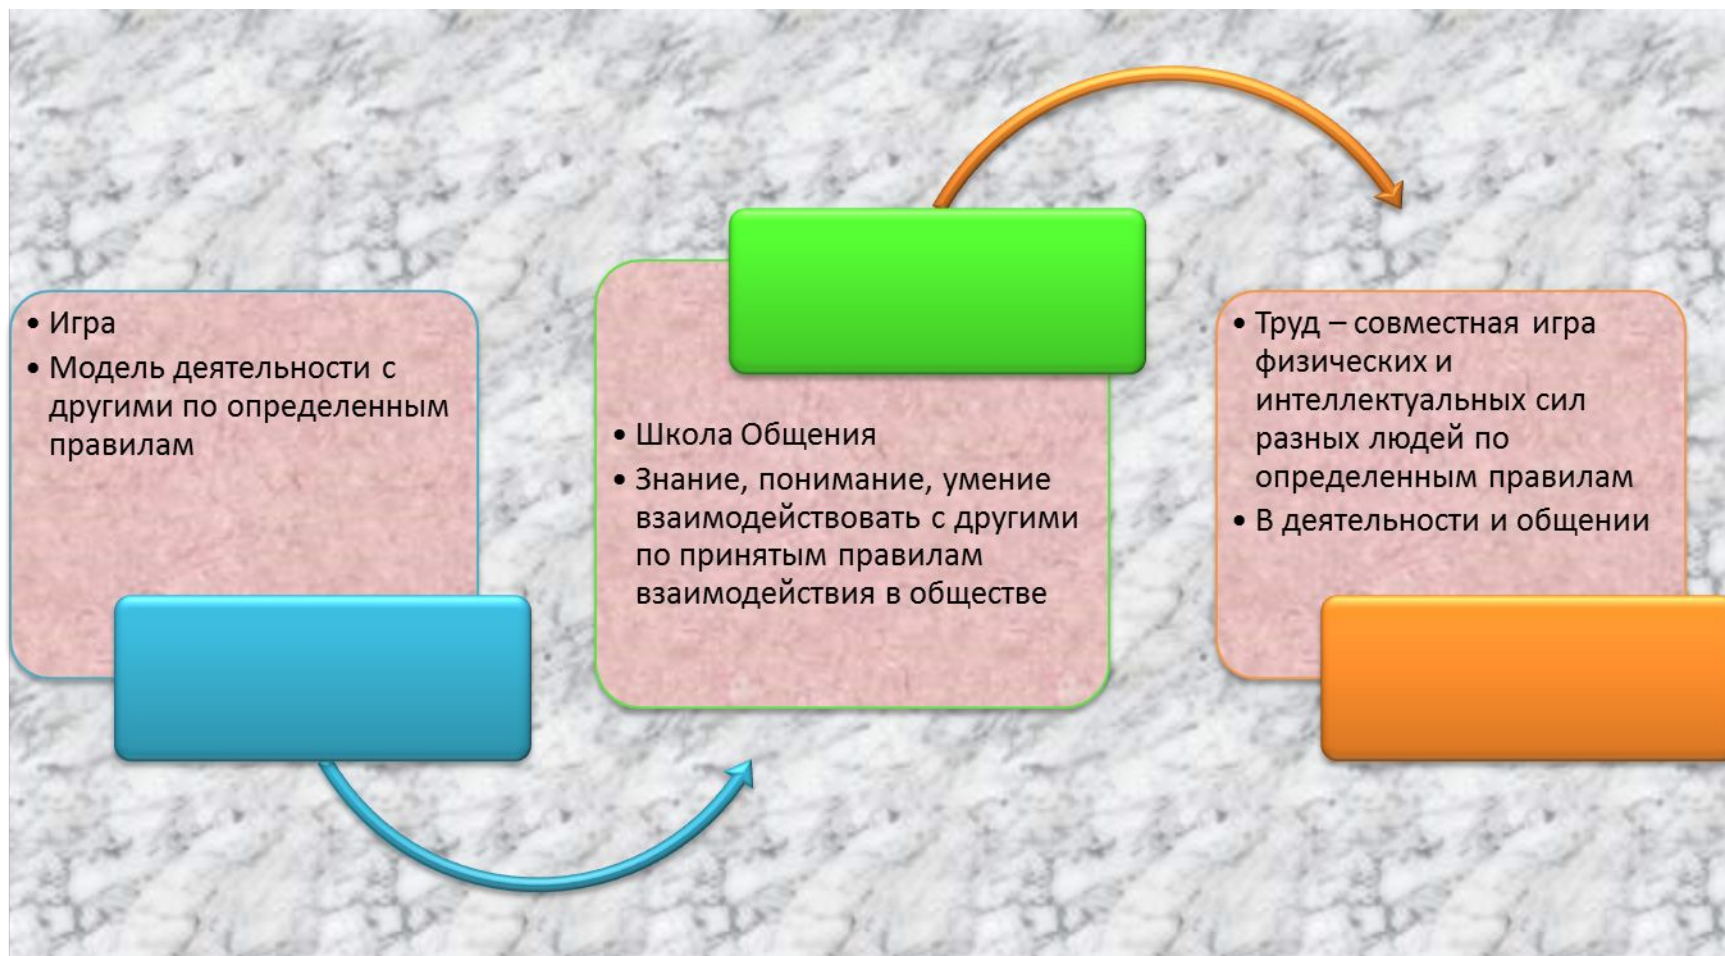 • Игра
• Модель деятельности с
другими по определенным
правилам
• Школа Общения
• Знание, понимание, умение
взаимодействовать с другими
по принятым правилам
взаимодействия в обществе
• Труд – совместная игра
физических и
интеллектуальных сил
разных людей по
определенным правилам
• В деятельности и общении